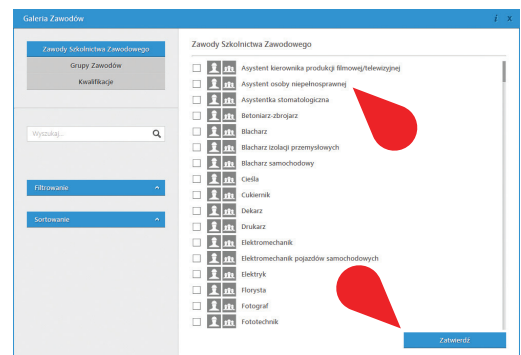 Galeria Zawodów
i x
Zawody Szkolnictwa Zawodowego
Grupy Zawodów
Kwalifikacje
Wyszukaj...
Filtrowanie
Sortowanie
Zawody Szkolnictwa Zawodowego
Asystent kierownika produkcji filmowej/telewizyjnej
Asystent osoby niepełnosprawnej
Asystentka stomatologiczna
Betoniarz-zbrojarz
Blacharz
Blacharz izolacji przemysłowych
Blacharz samochodowy
Cieśla
Cukiernik
Dekarz
Drukarz
Elektromechanik
Elektromechanik pojazdów samochodowych
Elektryk
Florysta
Fotograf
Fototechnik
Zatwierdź